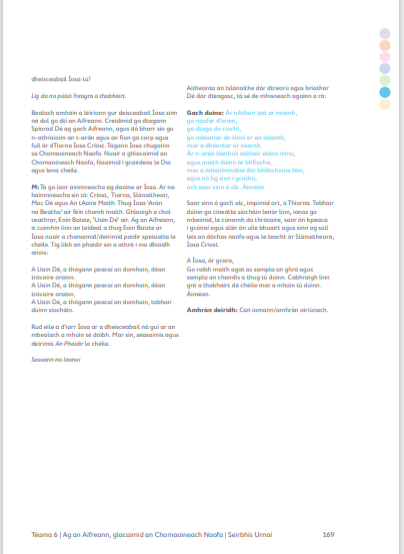 dheisceabail Íosa tú?
Lig do na páistí freagra a thabhairt.
Bealach amháin a léiríonn gur deisceabail Íosa sinn
ná dul go dtí an Aifreann. Creidimid go dtagann
Spiorad Dé ag gach Aifreann, agus dá bharr sin go
n-athraíonn an t-arán agus an fíon go corp agus
fuil ár dTiarna Íosa Críost. Tagann Íosa chugainn
sa Chomaoineach Naofa. Nuair a ghlacaimid an
Chomaoineach Naofa, fásaimid i gcairdeas le Dia
agus lena chéile.
M: Tá go leor ainmneacha ag daoine ar Íosa. Ar na
hainmneacha sin tá: Críost, Tiarna, Slánaitheoir,
Mac Dé agus An tAoire Maith. Thug Íosa 'Arán
na Beatha' air féin chomh maith. Ghlaoigh a chol
ceathrar, Eoin Baiste, 'Uain Dé' air. Ag an Aifreann,
is cuimhin linn an teideal a thug Eoin Baiste ar
Íosa nuair a chanaimid/deirimid paidir speisialta le
chéile. Tig libh an phaidir sin a athrá i mo dhiaidh
anois:
A Uain Dé, a thógann peacaí an domhain, déan
trócaire orainn.
A Uain Dé, a thógann peacaí an domhain, déan
trócaire orainn.
A Uain Dé, a thógann peacaí an domhain, tabhair
dúinn síocháin.
Rud eile a d'iarr Íosa ar a dheisceabail ná guí ar an
mbealach a mhúin sé dóibh. Mar sin, seasaimis agus
deirimis An Phaidir le chéile.
Seasann na leanaí
Aitheanta an tslánaithe dár dtreorú agus briathar
Dé dár dteagasc, tá sé de mhisneach againn a rá:
Gach duine: Ár nAthair atá ar neamh,
go naofar d'ainm,
go dtaga do ríocht,
go ndéantar do thoil ar an talamh,
mar a dhéantar ar neamh.
Ár n-arán laethúil tabhair dúinn inniu,
agus maith dúinn ár bhfiacha,
mar a mhaithimidne dár bhféichiúna féin,
agus ná lig sinn i gcathú,
ach saor sinn ó olc. Áiméan.
Saor sinn ó gach olc, impímid ort, a Thiarna. Tabhair
dúinn go cineálta síocháin lenár linn, ionas go
mbeimid, le cúnamh do thrócaire, saor ón bpeaca
i gcónaí agus slán ón uile bhuairt agus sinn ag súil
leis an dóchas naofa agus le teacht ár Slánaitheora,
Íosa Críost.
A Íosa, ár gcara,
Go raibh maith agat as sampla an ghrá agus
sampla an chairdis a thug tú dúinn. Cabhraigh linn
grá a thabhairt dá chéile mar a mhúin tú dúinn.
Áiméan.
Amhrán deiridh: Can iomann/amhrán oiriúnach.
Téama 6 | Ag an Aifreann, glacaimid an Chomaoineach Naofa | Seirbhís Urnaí 169